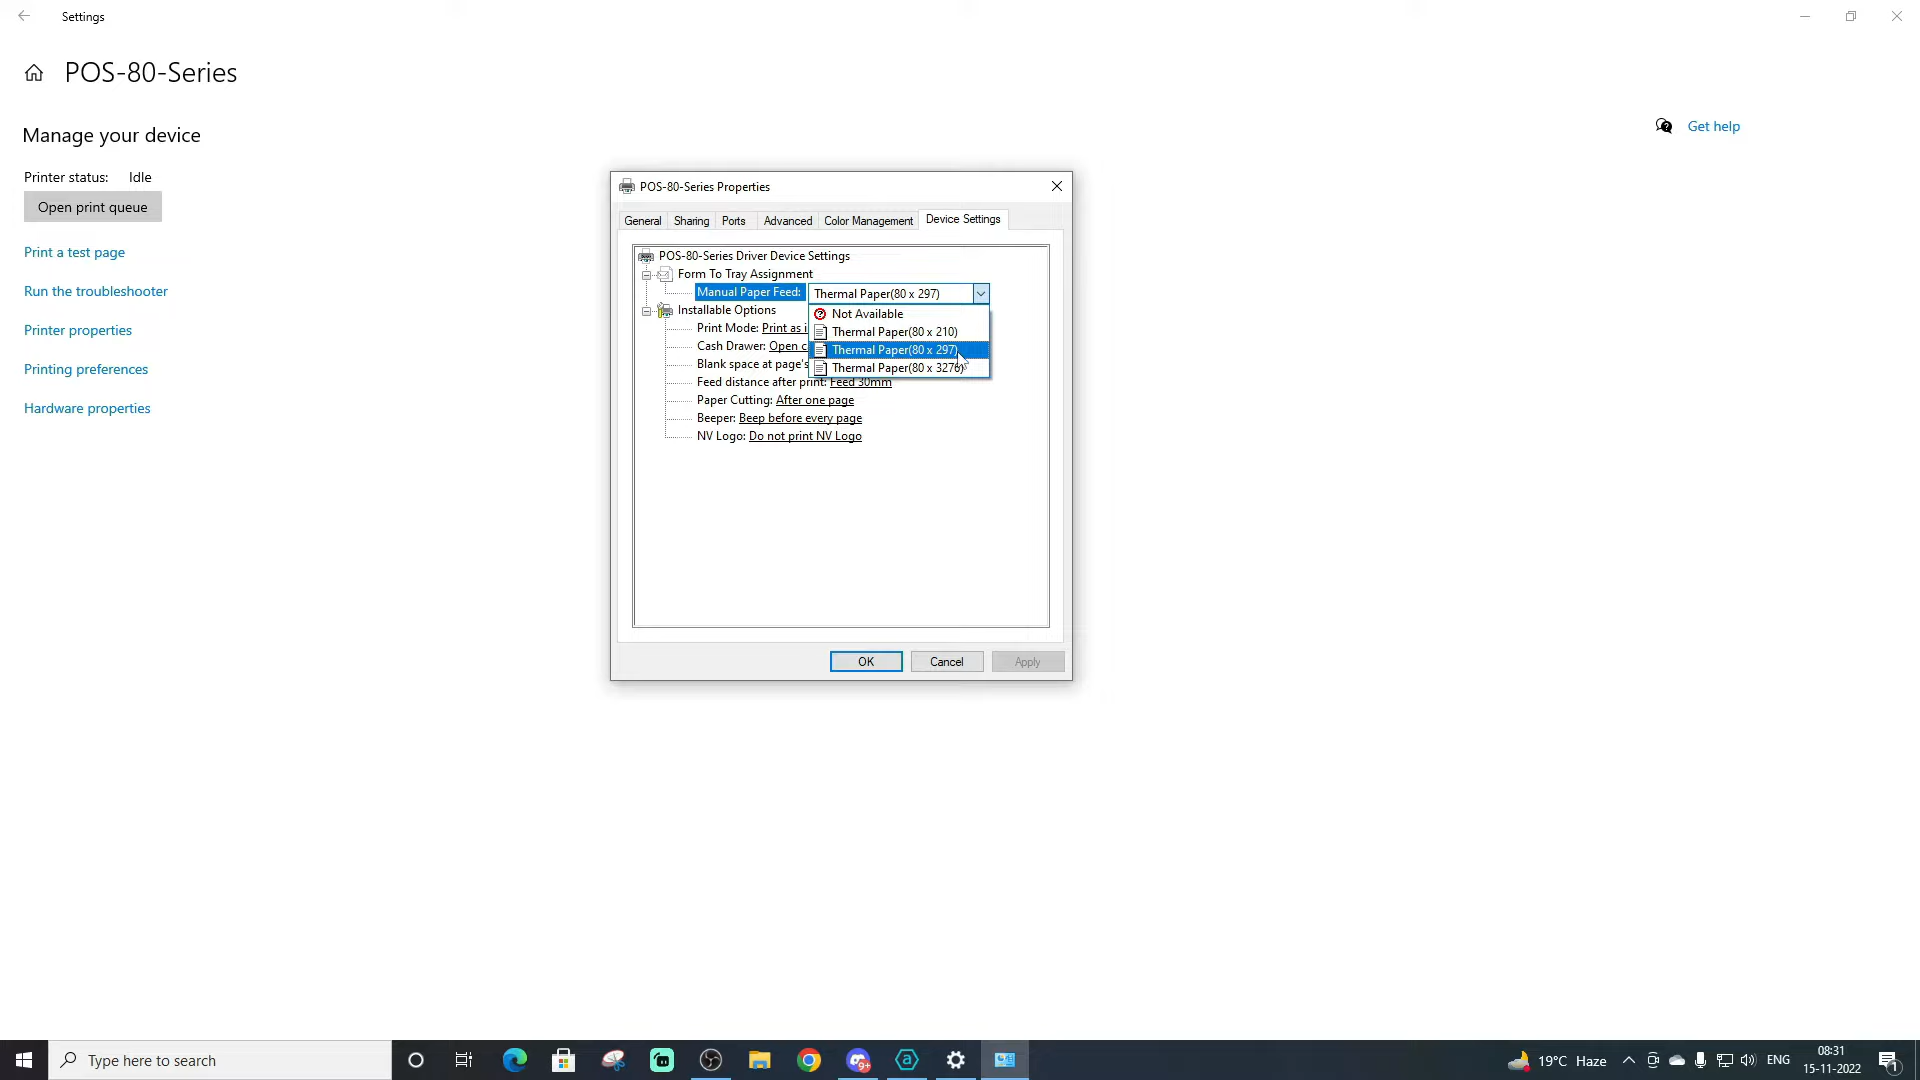 Settings
POS-80-Series
Manage your device
Get help
Printer status: Idle
Open print queue
Print a test page
Run the troubleshooter
Printer properties
Printing preferences
Hardware properties
POS-80-Series Properties
General Sharing Ports Advanced Color Management Device Settings
POS-80-Series Driver Device Settings
Form To Tray Assignment
Manual Paper Feed: Thermal Paper(80 x 297)
Not Available
Thermal Paper(80 x 210)
Thermal Paper(80 x 297)
Thermal Paper(80 x 3276)
Installable Options
Print Mode: Print as
Cash Drawer: Open
Blank space at page's
Feed distance after print: Feed 30mm
Paper Cutting: After one page
Beeper: Beep before every page
NV Logo: Do not print NV Logo
OK Cancel Apply
Type here to search
9+
19°C Haze
ENG
08:31
15-11-2022
1